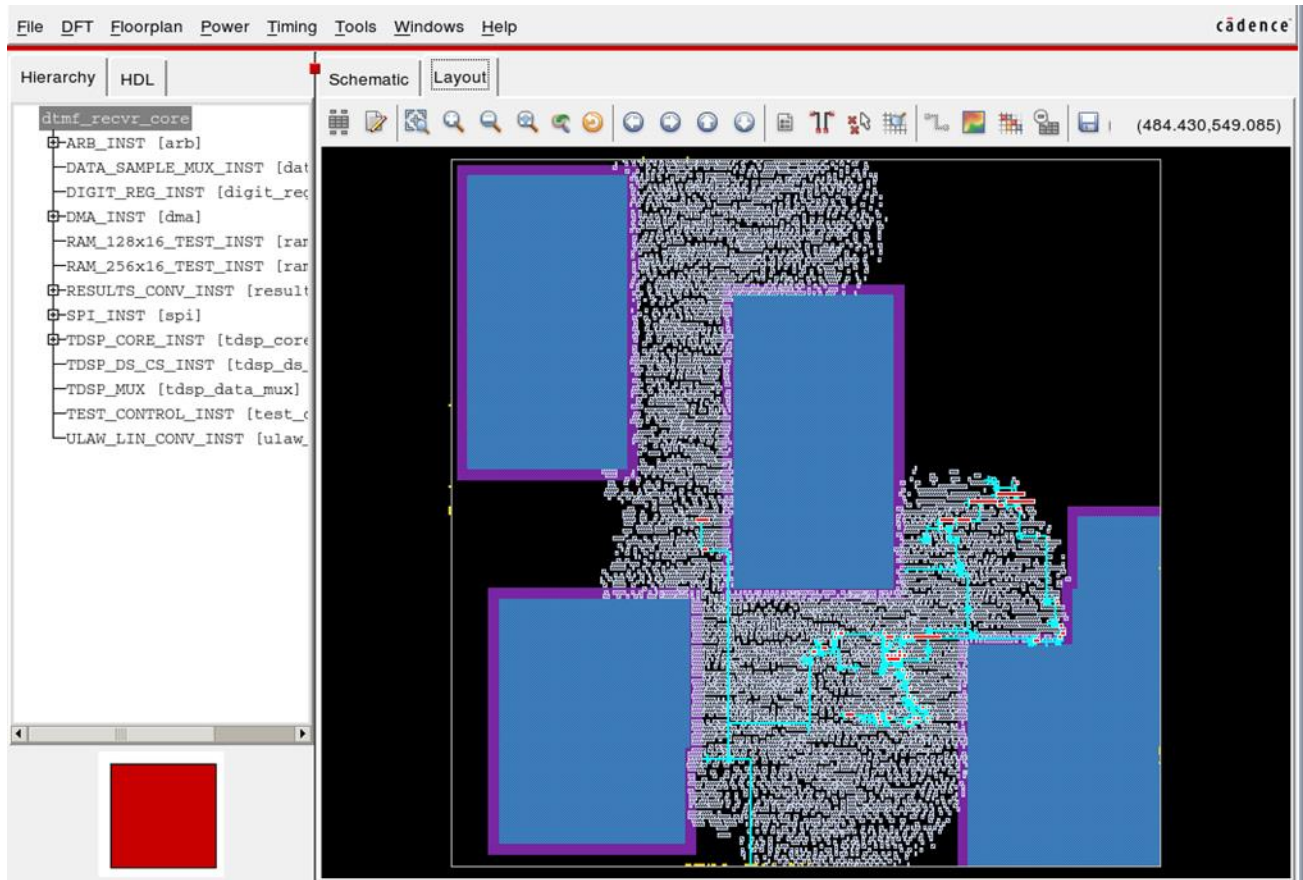 File DFT Floorplan Power Timing Tools Windows Help cādence
Hierarchy HDL Schematic Layout
(484.430,549.085)
dtmf_recvr_core
ARB_INST [arb]
DATA_SAMPLE_MUX_INST [dat
DIGIT_REG_INST [digit_reg
DMA_INST [dma]
RAM_128x16_TEST_INST [ram
RAM_256x16_TEST_INST [ram
RESULTS_CONV_INST [result
SPI_INST [spi]
TDSP_CORE_INST [tdsp_core
TDSP_DS_CS_INST [tdsp_ds_
TDSP_MUX [tdsp_data_mux]
TEST_CONTROL_INST [test_c
ULAW_LIN_CONV_INST [ulaw_